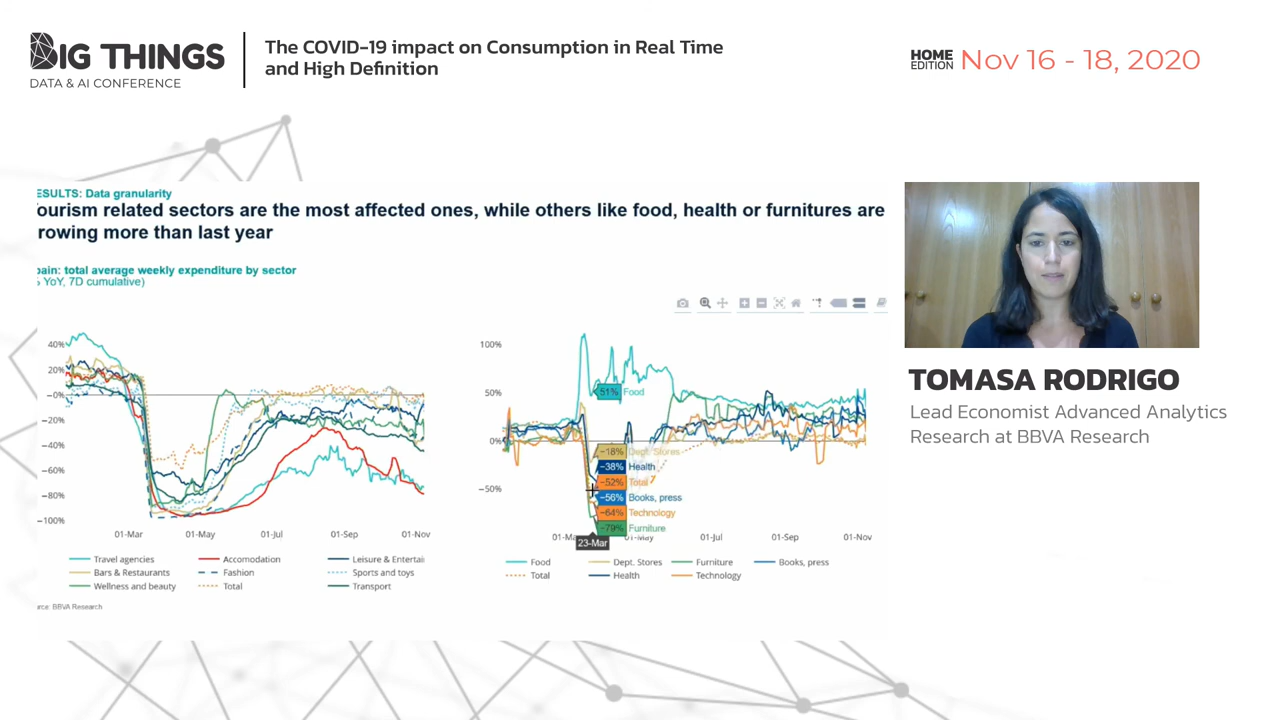 BIG THINGS
DATA & AI CONFERENCE
The COVID-19 impact on Consumption in Real Time
and High Definition
HOME
EDITION
Nov 16 - 18, 2020
ESULTS: Data granularity
ourism related sectors are the most affected ones, while others like food, health or furnitures are
rowing more than last year
pain: total average weekly expenditure by sector
YoY, 7D cumulative)
40%
20%
−0%
−20%
−40%
−60%
−80%
−100%
01-Mar 01-May 01-Jul 01-Sep 01-Nov
Travel agencies Accomodation Leisure & Entertai
Bars & Restaurants Fashion Sports and toys
Wellness and beauty Total Transport
urce: BBVA Research
100%
50%
0%
−50%
51% Food
−18% Dept. Stores
−38% Health
−52% Total
−56% Books, press
−64% Technology
−79% Furniture
01-Ma 01-May 01-Jul 01-Sep 01-Nov
23-Mar
Food Dept. Stores Furniture Books, press
Total Health Technology
TOMASA RODRIGO
Lead Economist Advanced Analytics
Research at BBVA Research